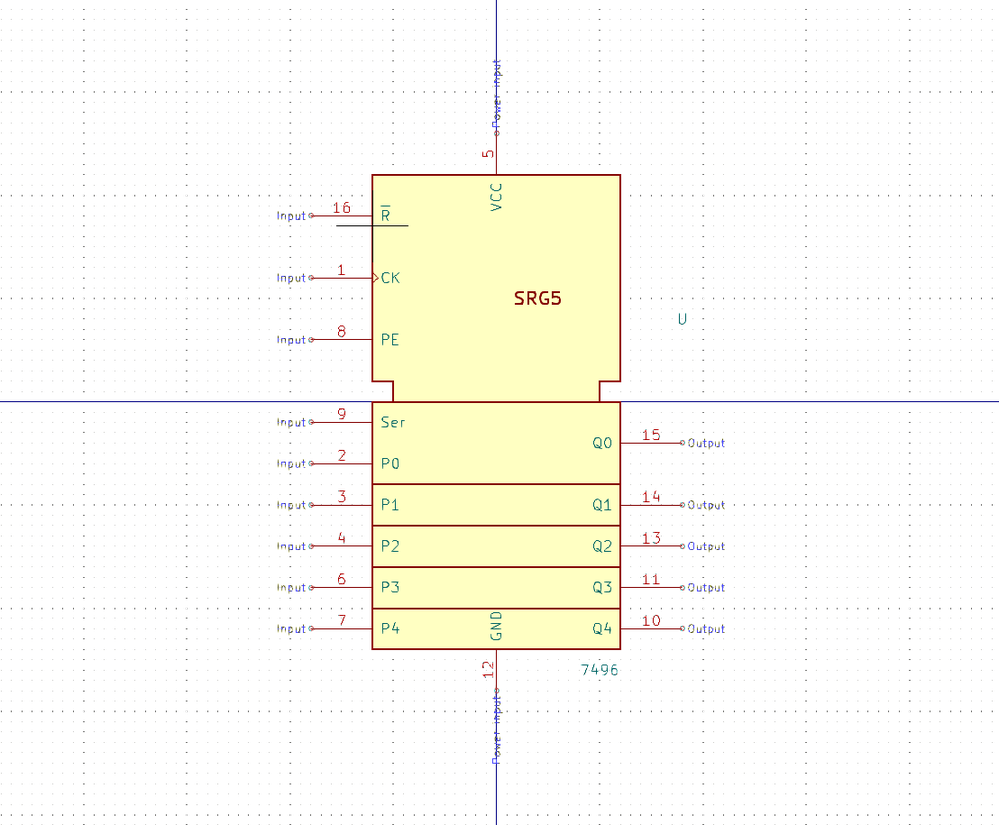 Power input
5
VCC
Input 16 R̅
Input 1 CK
SRG5
U
Input 8 PE
Input 9 Ser
Q0 15 Output
Input 2 P0
Input 3 P1 Q1 14 Output
Input 4 P2 Q2 13 Output
Input 6 P3 Q3 11 Output
Input 7 P4 GND Q4 10 Output
12
7496
Power input